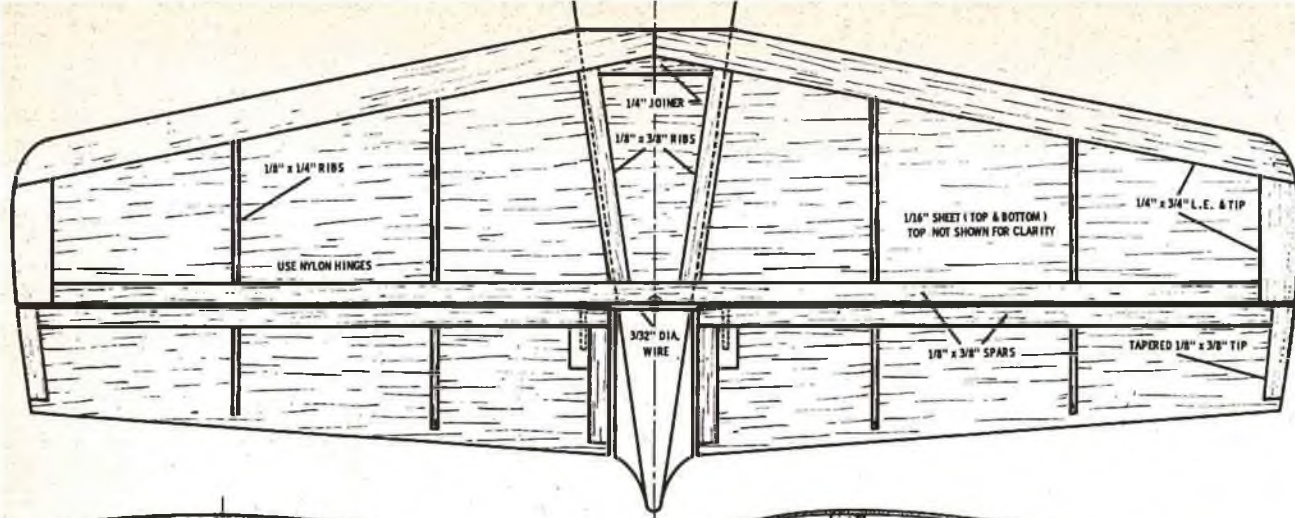 1/4" JOINER
1/8" x 3/8" RIBS
1/8" x 1/4" RIBS
1/4" x 3/4" L.E. & TIP
1/16" SHEET ( TOP & BOTTOM )
TOP NOT SHOWN FOR CLARITY
USE NYLON HINGES
3/32" DIA.
WIRE
1/8" x 3/8" SPARS
TAPERED 1/8" x 3/8" TIP